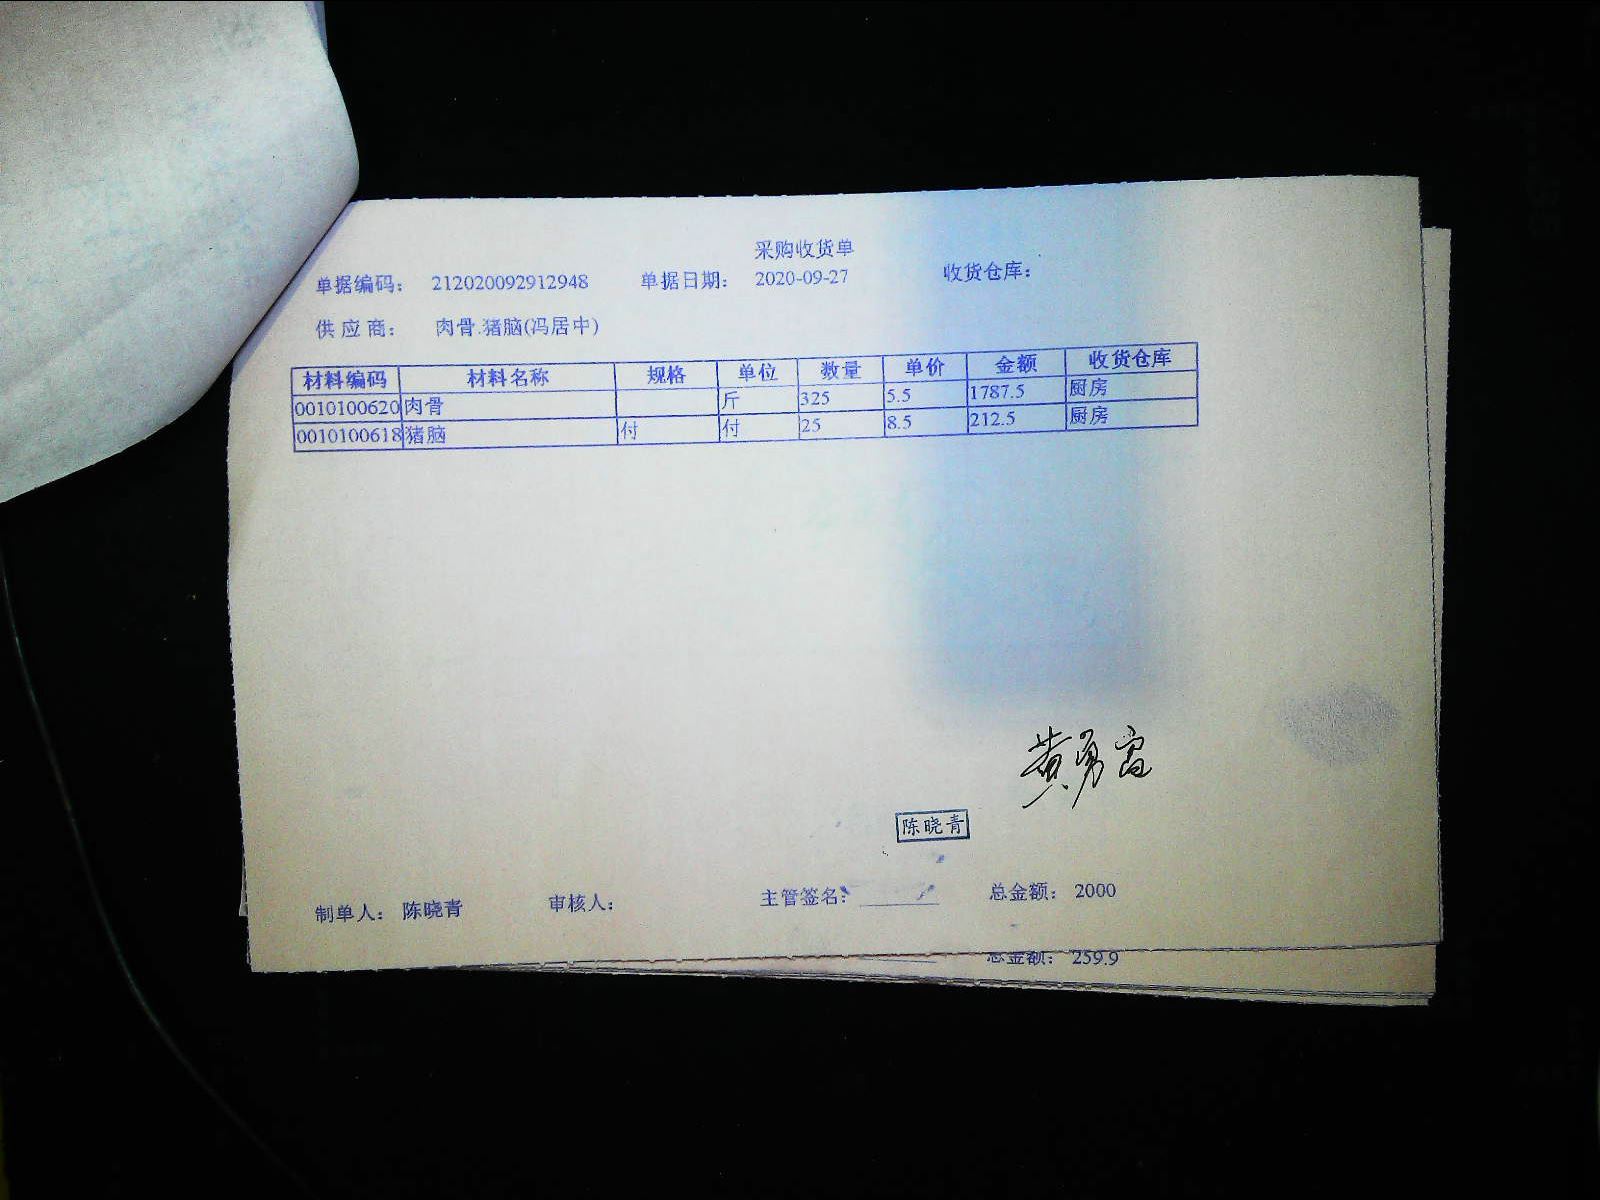 采购收货单
单据编码： 212020092912948 单据日期： 2020-09-27 收货仓库：
供应商： 肉骨.猪脑(冯居中)
材料编码 材料名称 规格 单位 数量 单价 金额 收货仓库
0010100620 肉骨 斤 325 5.5 1787.5 厨房
0010100618 猪脑 付 付 25 8.5 212.5 厨房
黄勇富
陈晓青
制单人： 陈晓青 审核人： 主管签名： 总金额： 2000
总金额： 259.9